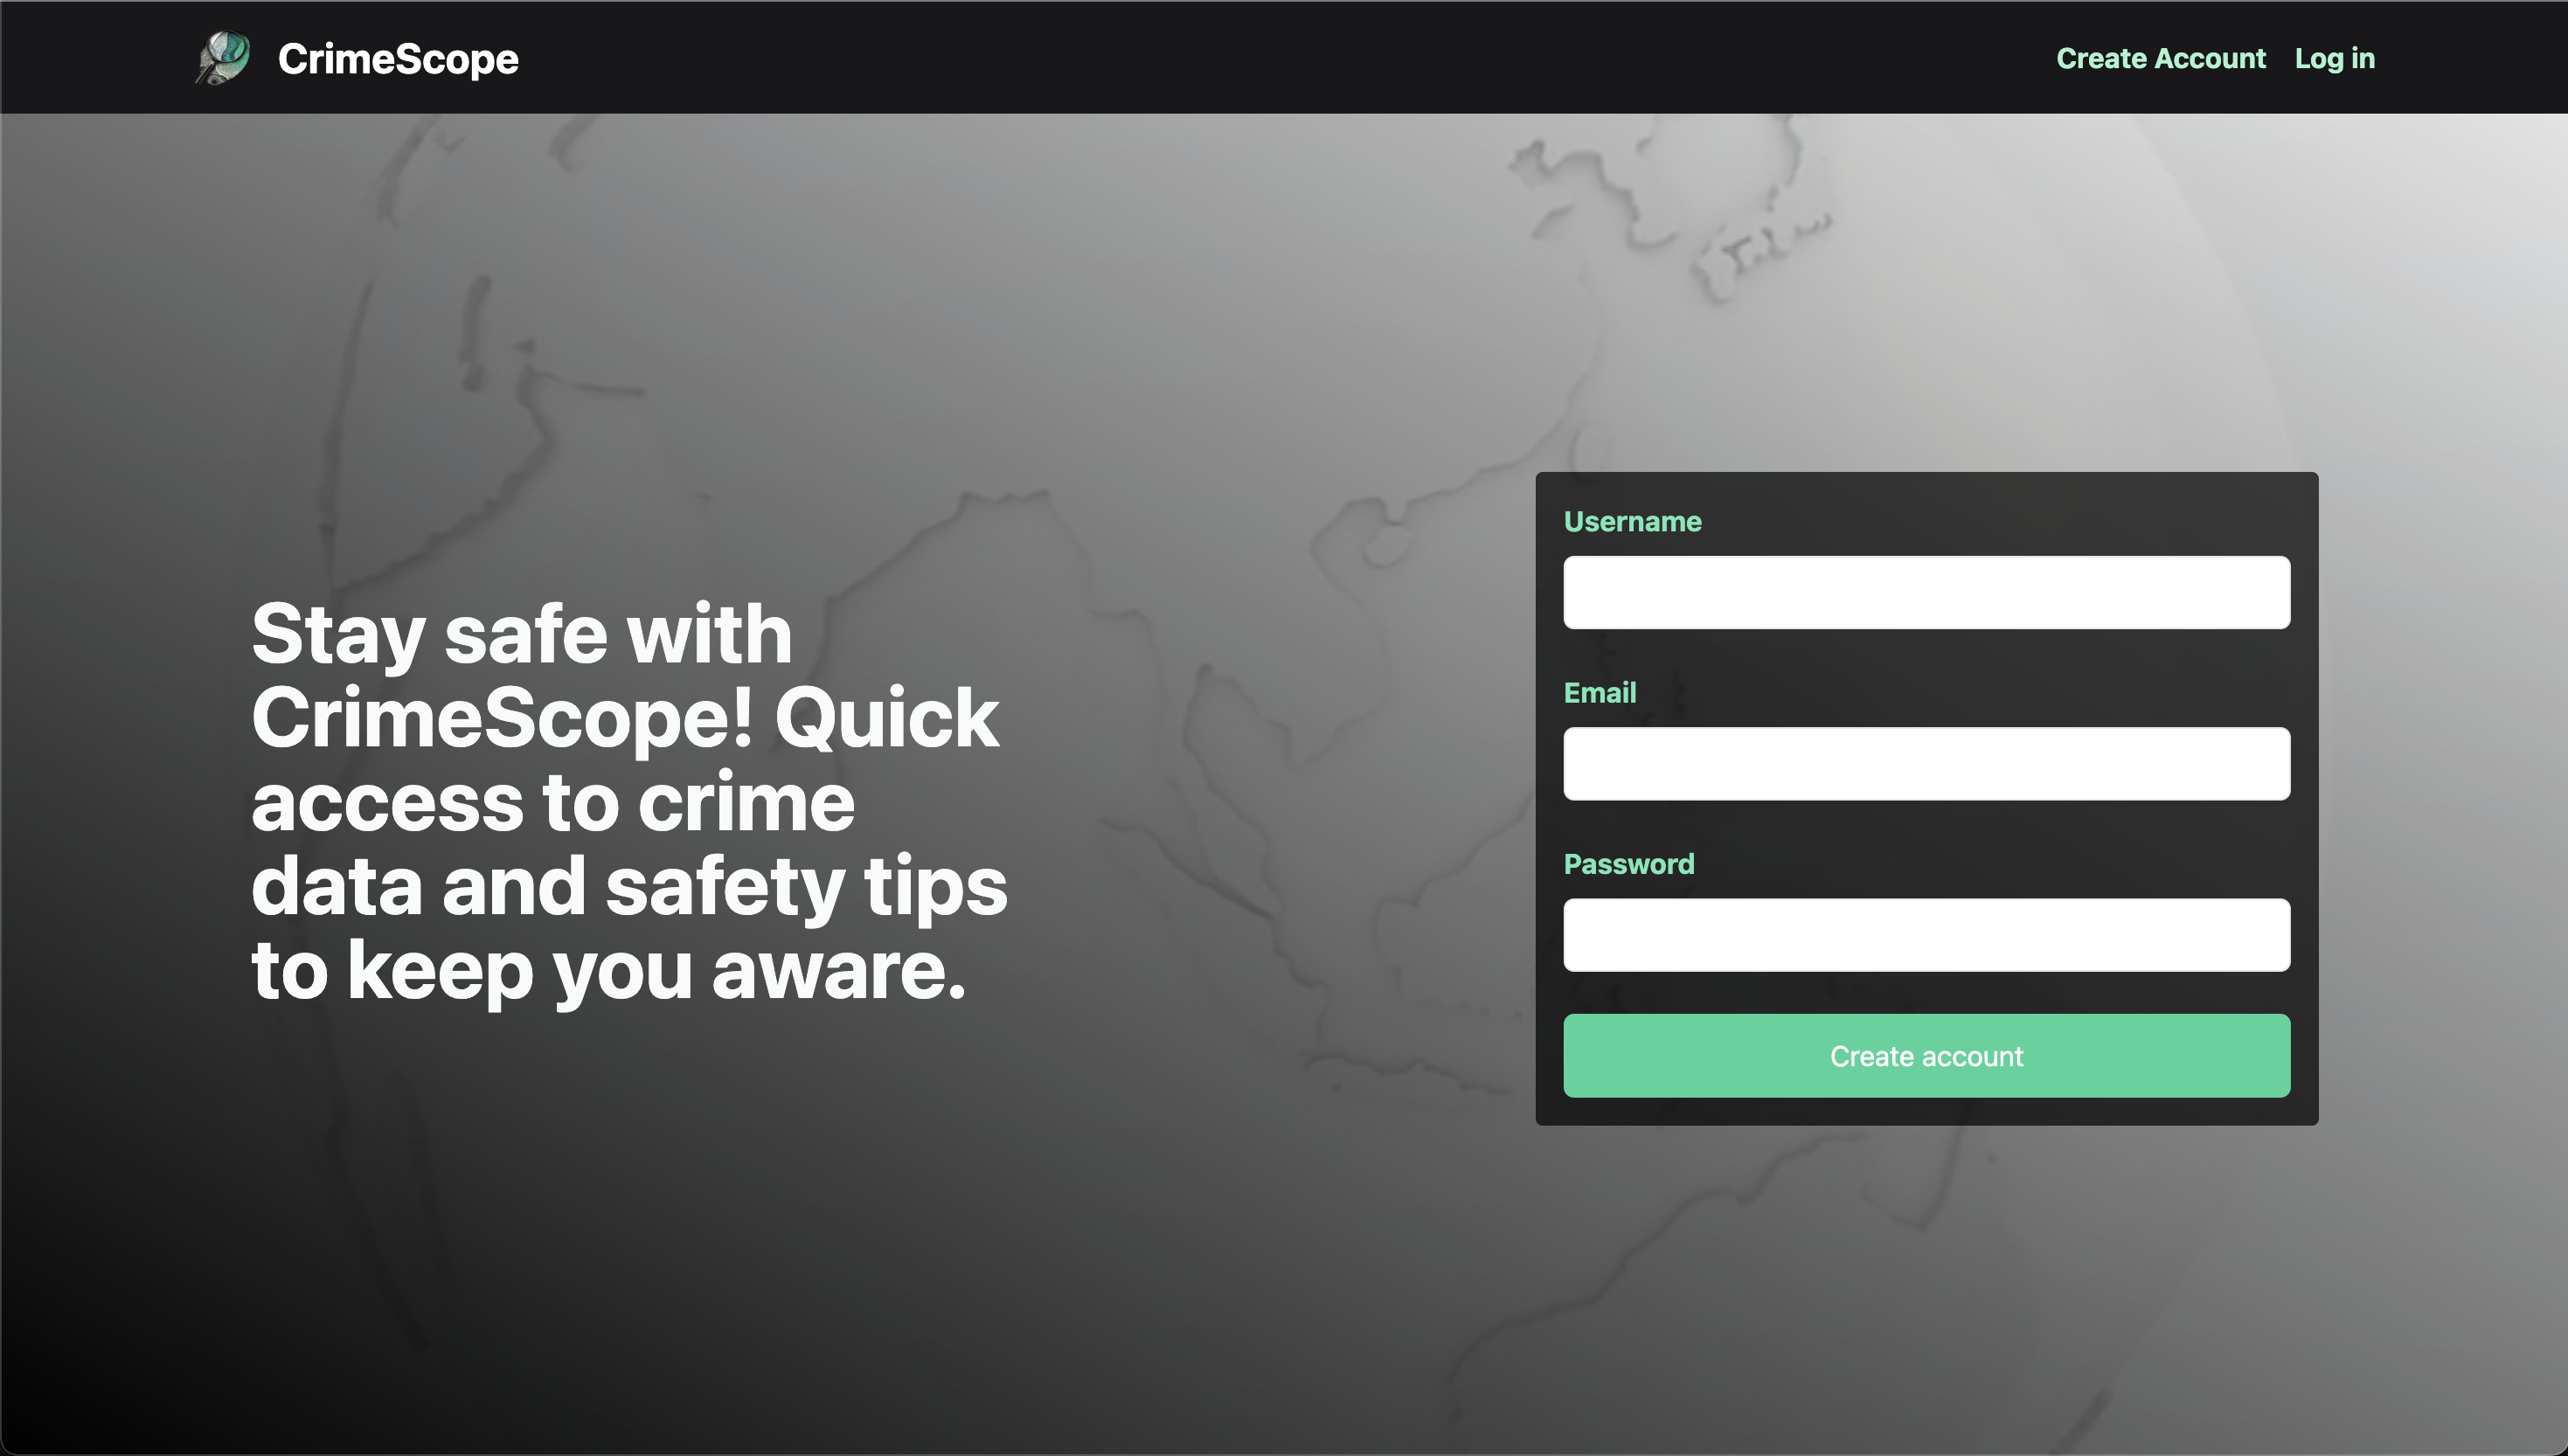 CrimeScope
Create Account
Log in
Stay safe with
CrimeScope! Quick
access to crime
data and safety tips
to keep you aware.
Username
Email
Password
Create account